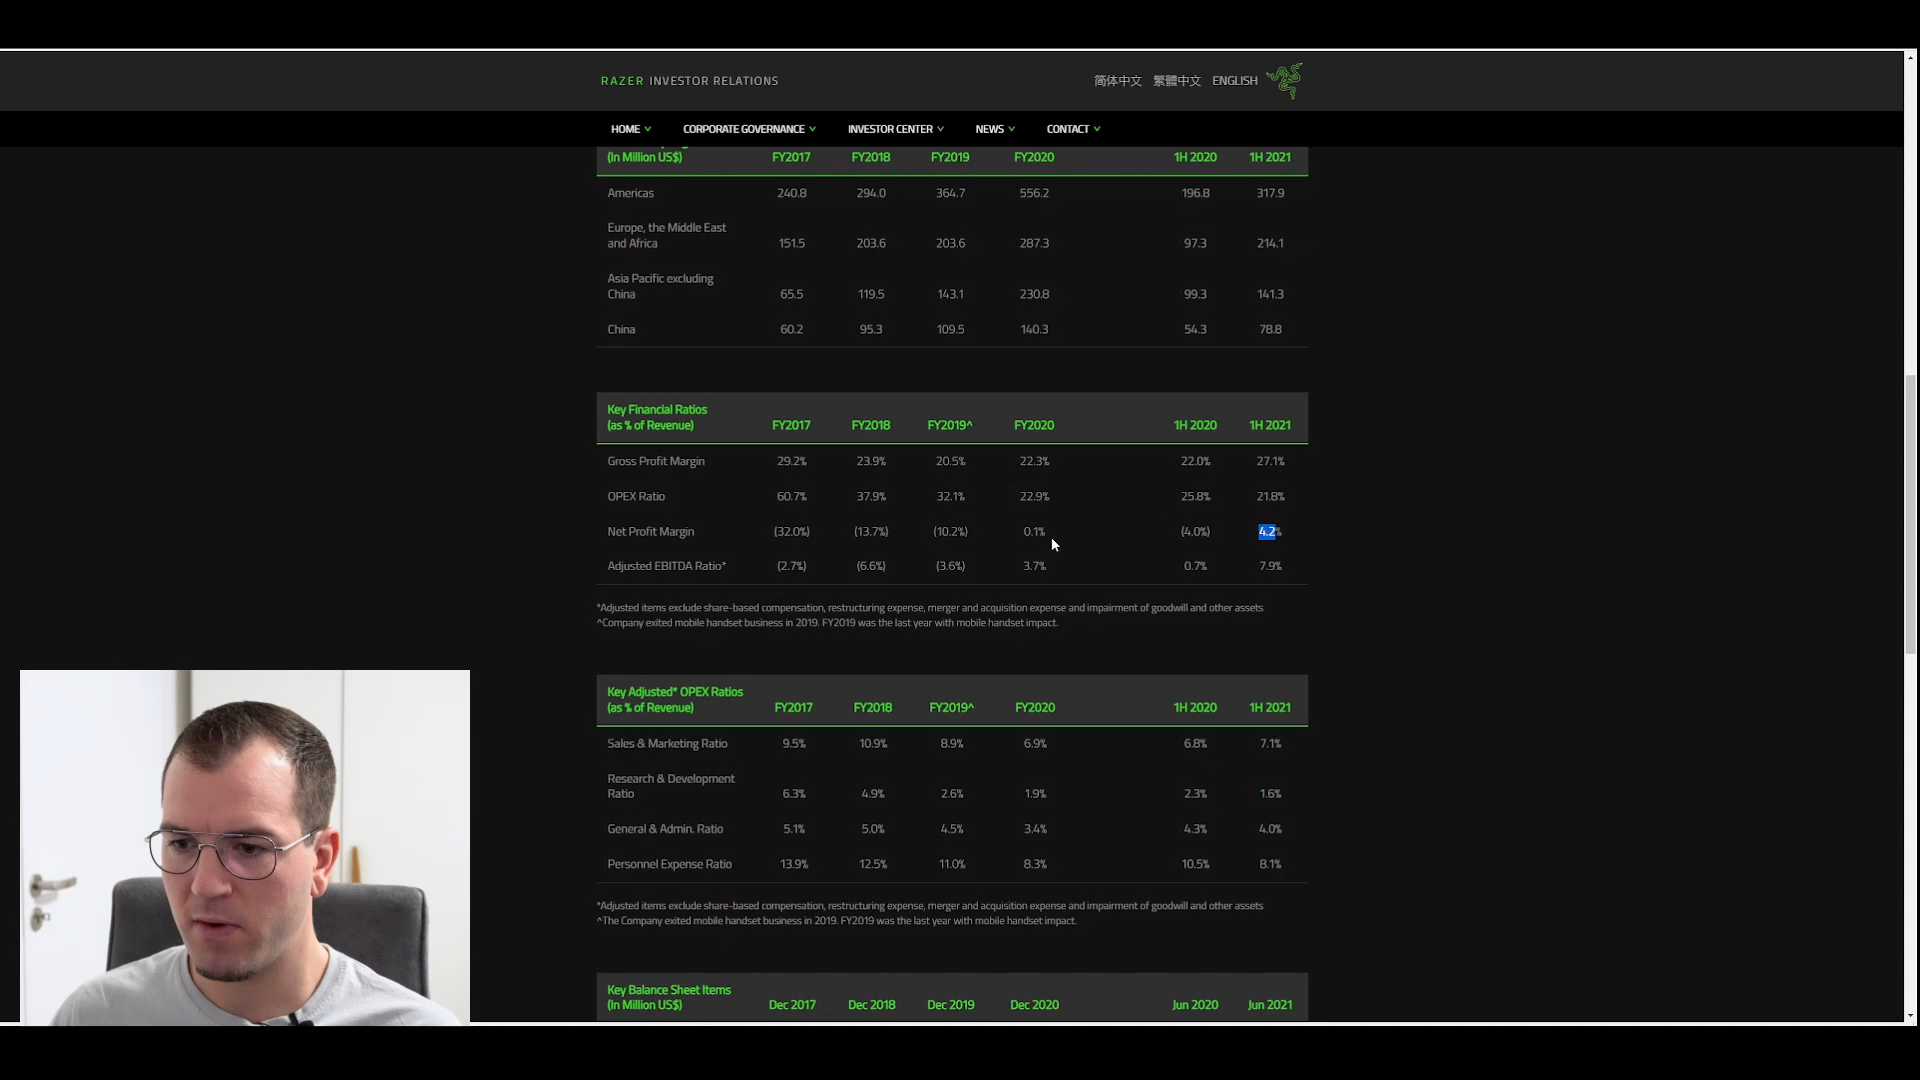 RAZER INVESTOR RELATIONS
简体中文 繁體中文 ENGLISH
HOME CORPORATE GOVERNANCE INVESTOR CENTER NEWS CONTACT
(In Million US$) FY2017 FY2018 FY2019 FY2020 1H 2020 1H 2021
Americas 240.8 294.0 364.7 556.2 196.8 317.9
Europe, the Middle East
and Africa 151.5 203.6 203.6 287.3 97.3 214.1
Asia Pacific excluding
China 65.5 119.5 143.1 230.8 99.3 141.3
China 60.2 95.3 109.5 140.3 54.3 78.8
Key Financial Ratios
(as % of Revenue) FY2017 FY2018 FY2019^ FY2020 1H 2020 1H 2021
Gross Profit Margin 29.2% 23.9% 20.5% 22.3% 22.0% 27.1%
OPEX Ratio 60.7% 37.9% 32.1% 22.9% 25.8% 21.8%
Net Profit Margin (32.0%) (13.7%) (10.2%) 0.1% (4.0%) 4.2%
Adjusted EBITDA Ratio* (2.7%) (6.6%) (3.6%) 3.7% 0.7% 7.9%
*Adjusted items exclude share-based compensation, restructuring expense, merger and acquisition expense and impairment of goodwill and other assets
^Company exited mobile handset business in 2019. FY2019 was the last year with mobile handset impact.
Key Adjusted* OPEX Ratios
(as % of Revenue) FY2017 FY2018 FY2019^ FY2020 1H 2020 1H 2021
Sales & Marketing Ratio 9.5% 10.9% 8.9% 6.9% 6.8% 7.1%
Research & Development
Ratio 6.3% 4.9% 2.6% 1.9% 2.3% 1.6%
General & Admin. Ratio 5.1% 5.0% 4.5% 3.4% 4.3% 4.0%
Personnel Expense Ratio 13.9% 12.5% 11.0% 8.3% 10.5% 8.1%
*Adjusted items exclude share-based compensation, restructuring expense, merger and acquisition expense and impairment of goodwill and other assets
^The Company exited mobile handset business in 2019. FY2019 was the last year with mobile handset impact.
Key Balance Sheet Items
(In Million US$) Dec 2017 Dec 2018 Dec 2019 Dec 2020 Jun 2020 Jun 2021